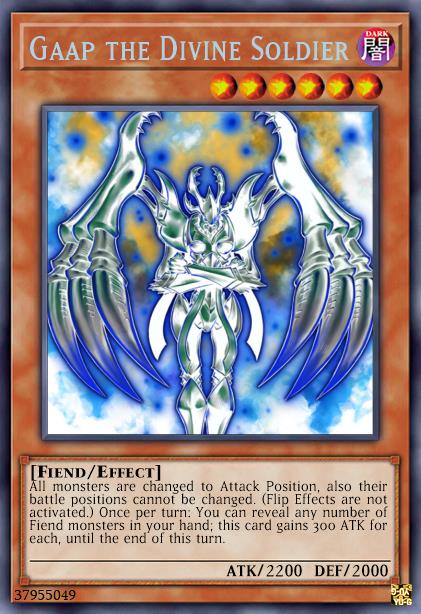 GAAP THE DIVINE SOLDIER
DARK
闇
[FIEND/EFFECT]
All monsters are changed to Attack Position, also their
battle positions cannot be changed. (Flip Effects are not
activated.) Once per turn: You can reveal any number of
Fiend monsters in your hand; this card gains 300 ATK for
each, until the end of this turn.
ATK/2200 DEF/2000
37955049